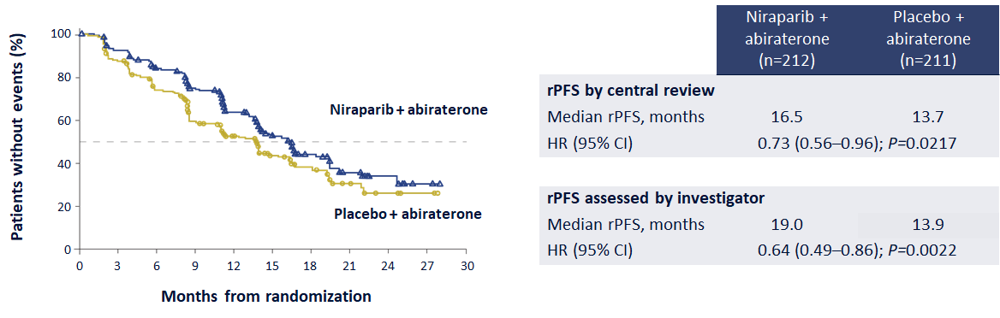 Patients without events (%)
100
80
60
40
20
0
0 3 6 9 12 15 18 21 24 27 30
Months from randomization
Niraparib + abiraterone
Placebo + abiraterone
Niraparib +
abiraterone
(n=212)
Placebo +
abiraterone
(n=211)
rPFS by central review
Median rPFS, months 16.5 13.7
HR (95% CI) 0.73 (0.56–0.96); P=0.0217
rPFS assessed by investigator
Median rPFS, months 19.0 13.9
HR (95% CI) 0.64 (0.49–0.86); P=0.0022